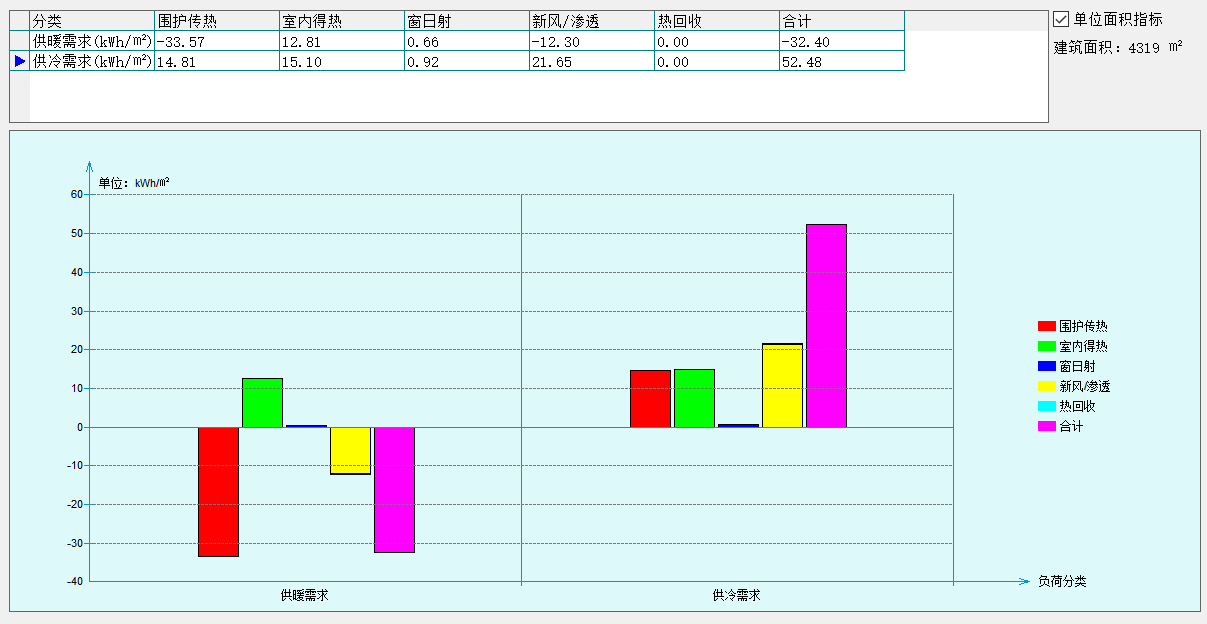 分类 围护传热 室内得热 窗日射 新风/渗透 热回收 合计
供暖需求(kWh/㎡) -33.57 12.81 0.66 -12.30 0.00 -32.40
供冷需求(kWh/㎡) 14.81 15.10 0.92 21.65 0.00 52.48
单位面积指标
建筑面积: 4319 ㎡
单位: kWh/㎡
60
50
40
30
20
10
0
-10
-20
-30
-40
供暖需求
供冷需求
负荷分类
围护传热
室内得热
窗日射
新风/渗透
热回收
合计